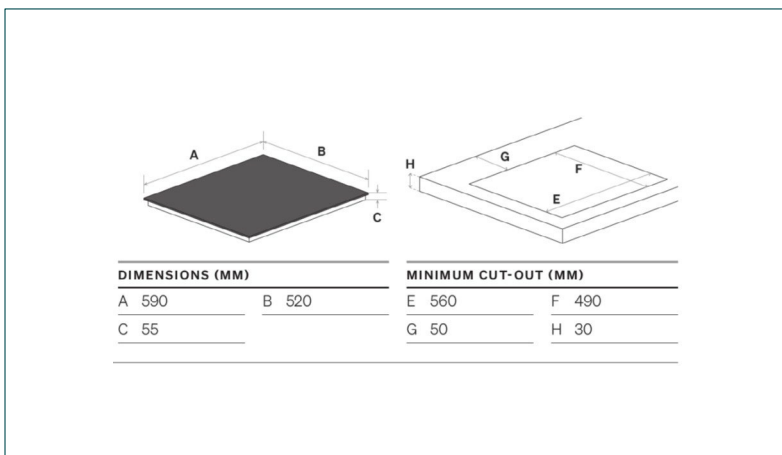 A
B
C
H
G
F
E
DIMENSIONS (MM)
A 590 B 520
C 55
MINIMUM CUT-OUT (MM)
E 560 F 490
G 50 H 30